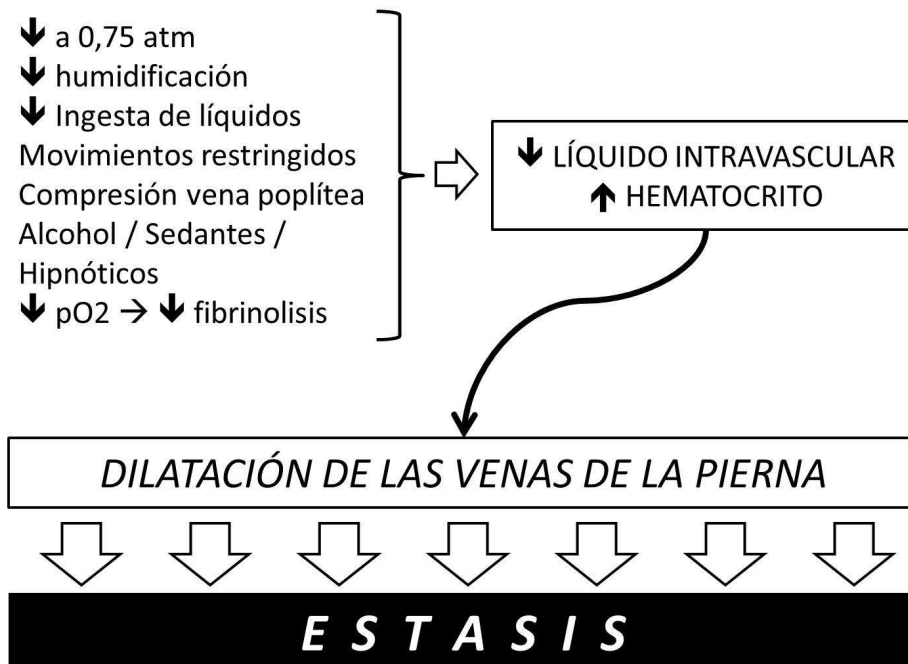 🡻 a 0,75 atm
🡻 humidificación
🡻 Ingesta de líquidos
Movimientos restringidos
Compresión vena poplítea
Alcohol / Sedantes /
Hipnóticos
🡻 pO2 → 🡻 fibrinolisis
🡻 LÍQUIDO INTRAVASCULAR
🡹 HEMATOCRITO
DILATACIÓN DE LAS VENAS DE LA PIERNA
E S T A S I S